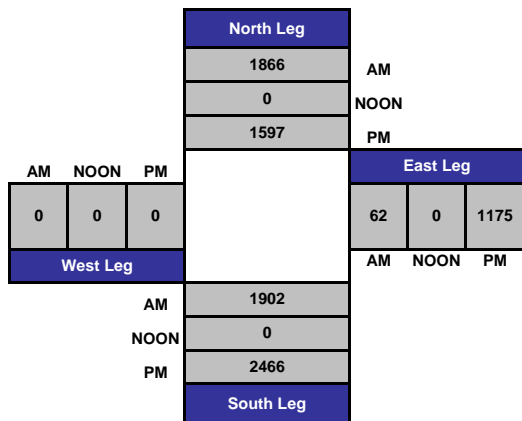 North Leg
1866 AM
0 NOON
1597 PM
AM NOON PM East Leg
0 0 0 62 0 1175
West Leg AM NOON PM
AM 1902
NOON 0
PM 2466
South Leg